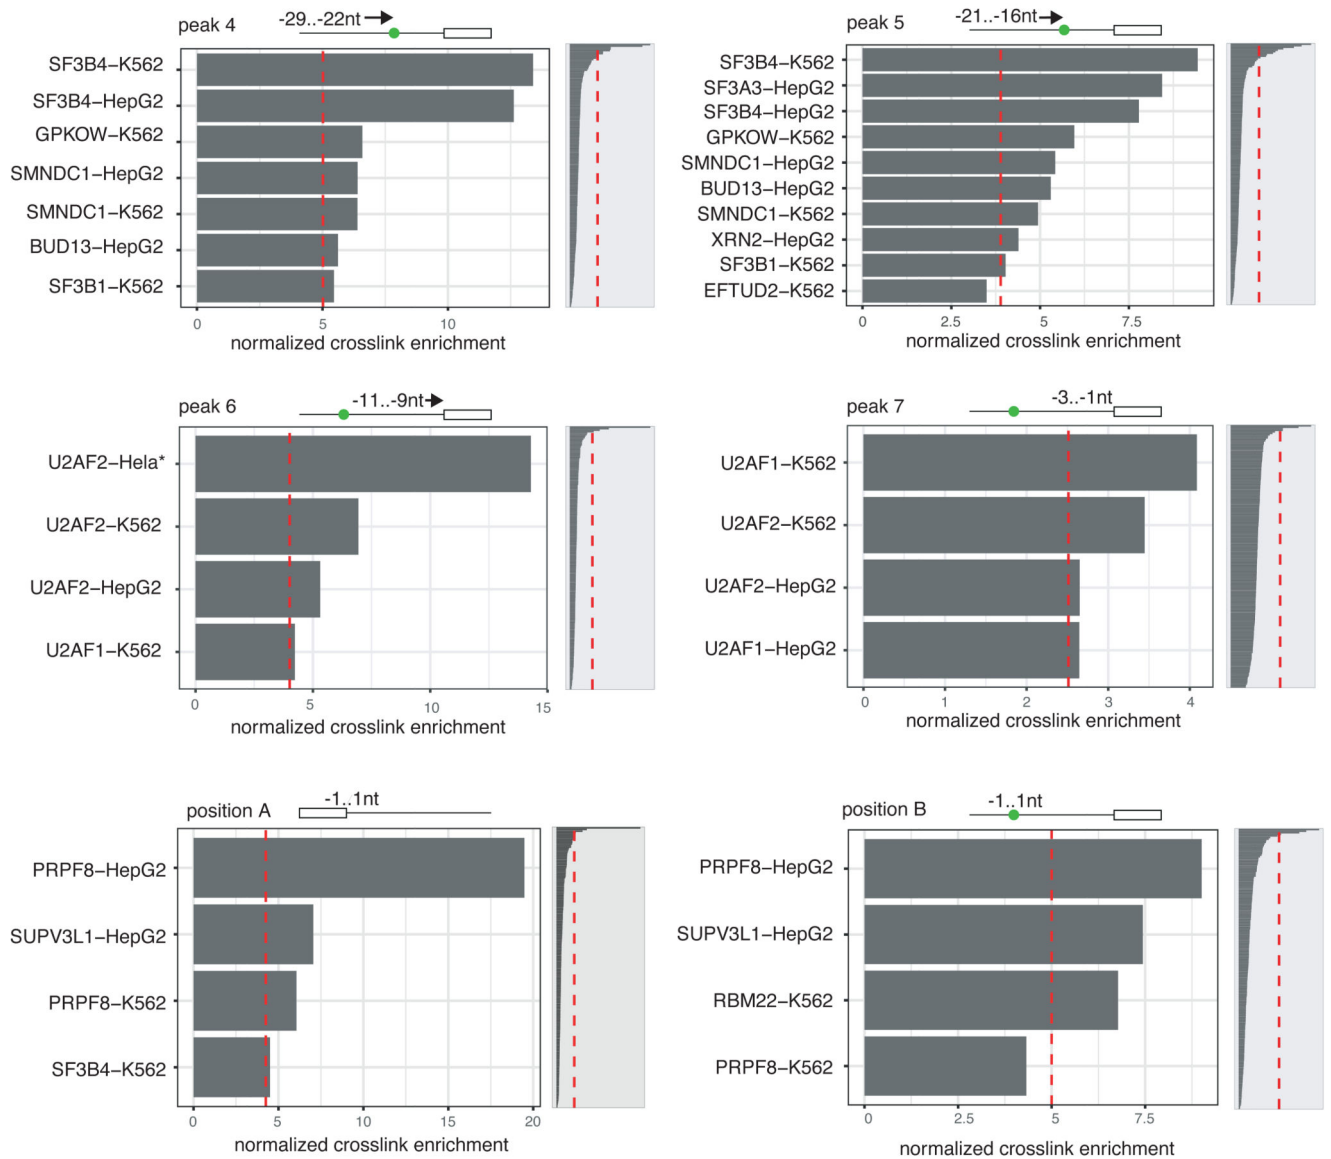 peak 4
-29..-22nt
SF3B4–K562
SF3B4–HepG2
GPKOW–K562
SMNDC1–HepG2
SMNDC1–K562
BUD13–HepG2
SF3B1–K562
0 5 10
normalized crosslink enrichment
peak 5
-21..-16nt
SF3B4–K562
SF3A3–HepG2
SF3B4–HepG2
GPKOW–K562
SMNDC1–HepG2
BUD13–HepG2
SMNDC1–K562
XRN2–HepG2
SF3B1–K562
EFTUD2–K562
0 2.5 5 7.5
normalized crosslink enrichment
peak 6
-11..-9nt
U2AF2–Hela*
U2AF2–K562
U2AF2–HepG2
U2AF1–K562
0 5 10 15
normalized crosslink enrichment
peak 7
-3..-1nt
U2AF1–K562
U2AF2–K562
U2AF2–HepG2
U2AF1–HepG2
0 1 2 3 4
normalized crosslink enrichment
position A
-1..1nt
PRPF8–HepG2
SUPV3L1–HepG2
PRPF8–K562
SF3B4–K562
0 5 10 15 20
normalized crosslink enrichment
position B
-1..1nt
PRPF8–HepG2
SUPV3L1–HepG2
RBM22–K562
PRPF8–K562
0 2.5 5 7.5
normalized crosslink enrichment